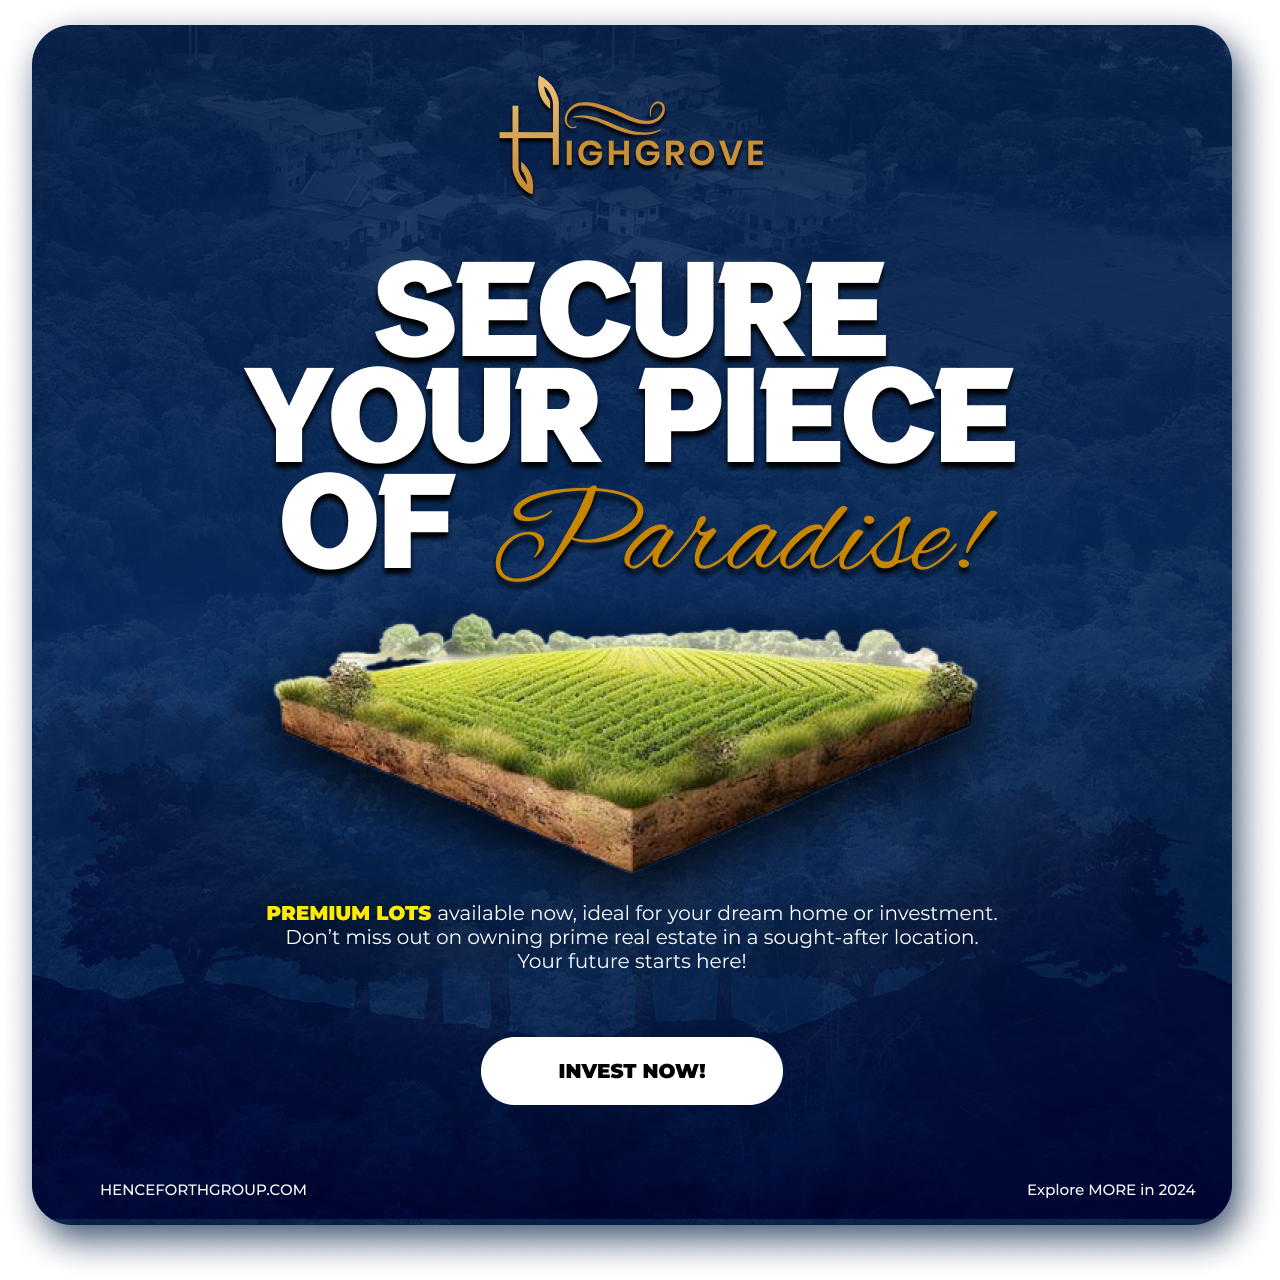 HIGHGROVE
SECURE
YOUR PIECE
OF Paradise!
PREMIUM LOTS available now, ideal for your dream home or investment.
Don’t miss out on owning prime real estate in a sought-after location.
Your future starts here!
INVEST NOW!
HENCEFORTHGROUP.COM
Explore MORE in 2024